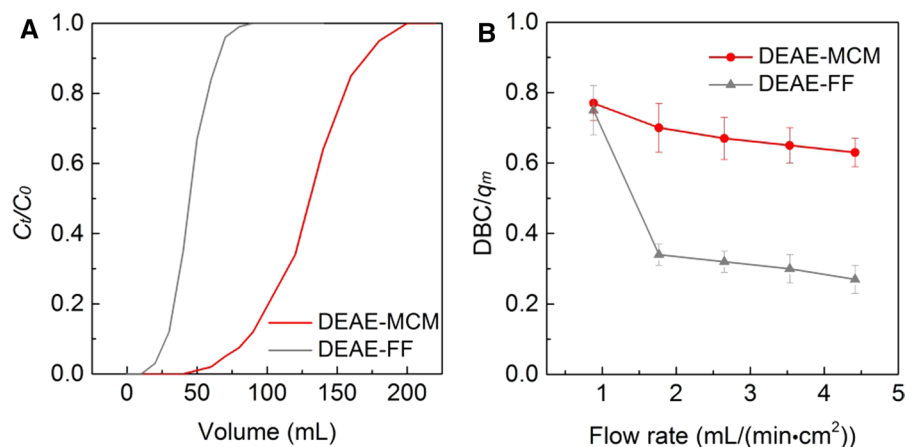 A
1.0
0.8
0.6
0.4
0.2
0.0
Ct/C0
DEAE-MCM
DEAE-FF
0 50 100 150 200
Volume (mL)
B
1.0
0.8
0.6
0.4
0.2
0.0
DBC/qm
DEAE-MCM
DEAE-FF
1 2 3 4 5
Flow rate (mL/(min•cm²))